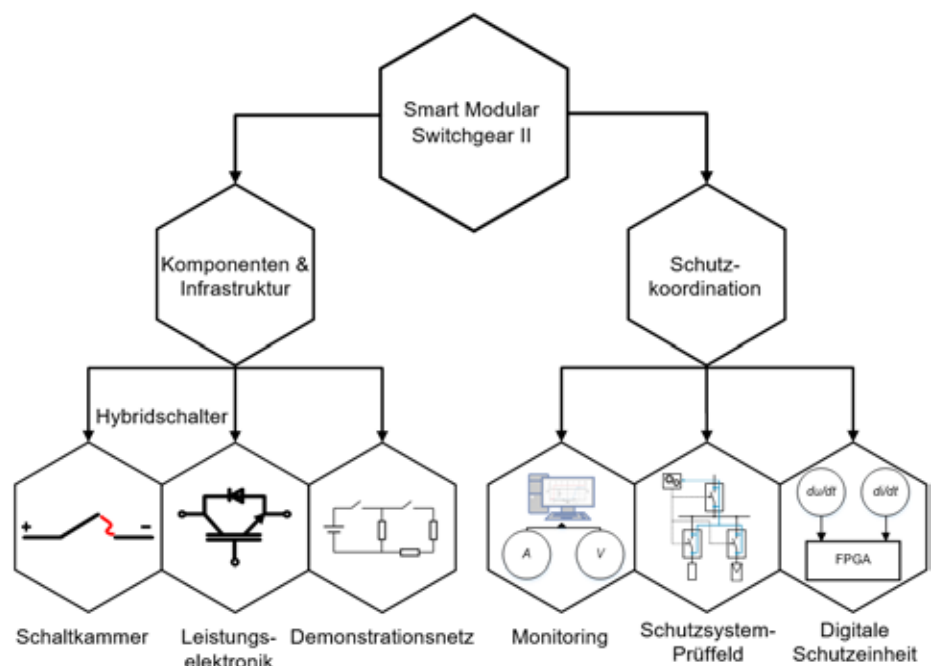 Smart Modular
Switchgear II
Komponenten &
Infrastruktur
Schutz-
koordination
Hybridschalter
+
−
A
V
du/dt
di/dt
FPGA
Schaltkammer
Leistungs-
elektronik
Demonstrationsnetz
Monitoring
Schutzsystem-
Prüffeld
Digitale
Schutzeinheit